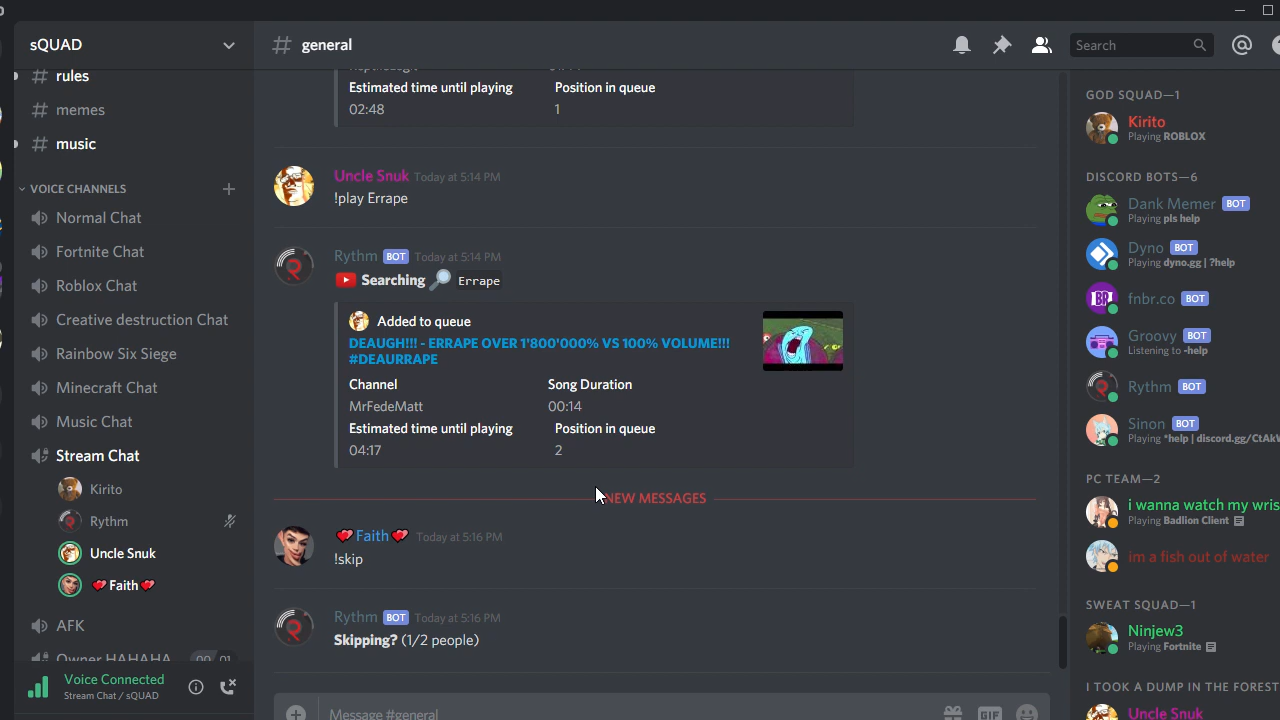 sQUAD
general
Search
rules
memes
music
VOICE CHANNELS
Normal Chat
Fortnite Chat
Roblox Chat
Creative destruction Chat
Rainbow Six Siege
Minecraft Chat
Music Chat
Stream Chat
Kirito
Rythm
Uncle Snuk
Faith
AFK
Owner HAHAHA
Voice Connected
Stream Chat / sQUAD
Estimated time until playing Position in queue
02:48 1
Uncle Snuk Today at 5:14 PM
!play Errape
Rythm BOT Today at 5:14 PM
Searching Errape
Added to queue
DEAUGH!!! - ERRAPE OVER 1'800'000% VS 100% VOLUME!!!
#DEAURRAPE
Channel Song Duration
MrFedeMatt 00:14
Estimated time until playing Position in queue
04:17 2
NEW MESSAGES
Faith Today at 5:16 PM
!skip
Rythm BOT Today at 5:16 PM
Skipping? (1/2 people)
Message #general
GIF
GOD SQUAD—1
Kirito
Playing ROBLOX
DISCORD BOTS—6
Dank Memer BOT
Playing pls help
Dyno BOT
Playing dyno.gg | ?help
fnbr.co BOT
Groovy BOT
Listening to -help
Rythm BOT
Sinon BOT
Playing *help | discord.gg/CtAk
PC TEAM—2
i wanna watch my wris
Playing Badlion Client
im a fish out of water
SWEAT SQUAD—1
Ninjew3
Playing Fortnite
I TOOK A DUMP IN THE FOREST
Uncle Snuk